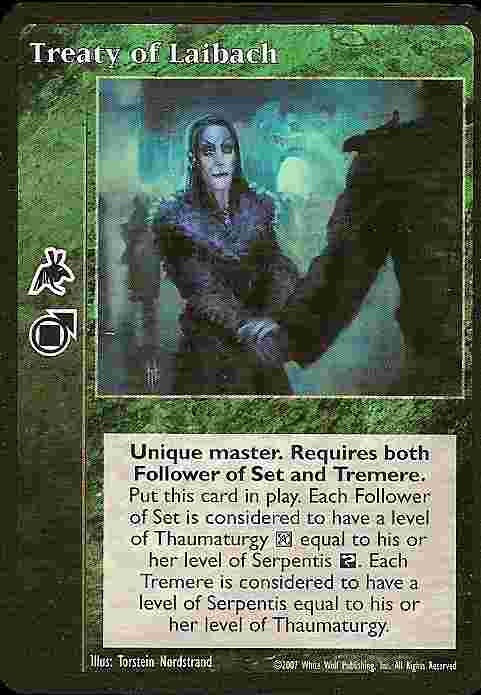 Treaty of Laibach
Unique master. Requires both
Follower of Set and Tremere.
Put this card in play. Each Follower
of Set is considered to have a level
of Thaumaturgy equal to his or
her level of Serpentis. Each
Tremere is considered to have a
level of Serpentis equal to his or
her level of Thaumaturgy.
Illus: Torstein Nordstrand
©2007 White Wolf Publishing, Inc. All Rights Reserved